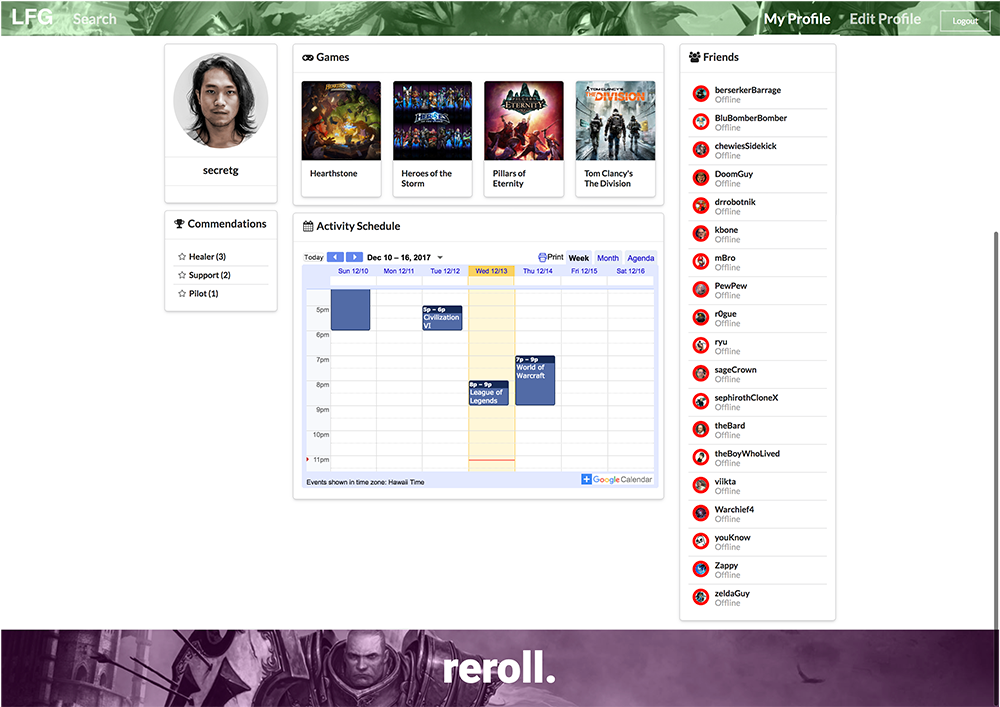 LFG
Search
My Profile
Edit Profile
Logout
secretg
Commendations
Healer (3)
Support (2)
Pilot (1)
Games
HEROES
ETERNITY
TOM CLANCY'S
THE DIVISION
Hearthstone
Heroes of the
Storm
Pillars of
Eternity
Tom Clancy's
The Division
Activity Schedule
Today
Dec 10 – 16, 2017
Print
Week
Month
Agenda
Sun 12/10
Mon 12/11
Tue 12/12
Wed 12/13
Thu 12/14
Fri 12/15
Sat 12/16
5pm
6pm
7pm
8pm
9pm
10pm
11pm
5p – 6p
Civilization
VI
8p – 9p
League of
Legends
7p – 9p
World of
Warcraft
Events shown in time zone: Hawaii Time
Google Calendar
Friends
berserkerBarrage
Offline
BluBomberBomber
Offline
chewiesSidekick
Offline
DoomGuy
Offline
drrobotnik
Offline
kbone
Offline
mBro
Offline
PewPew
Offline
r0gue
Offline
ryu
Offline
sageCrown
Offline
sephirothCloneX
Offline
theBard
Offline
theBoyWhoLived
Offline
viikta
Offline
Warchief4
Offline
youKnow
Offline
Zappy
Offline
zeldaGuy
Offline
reroll.